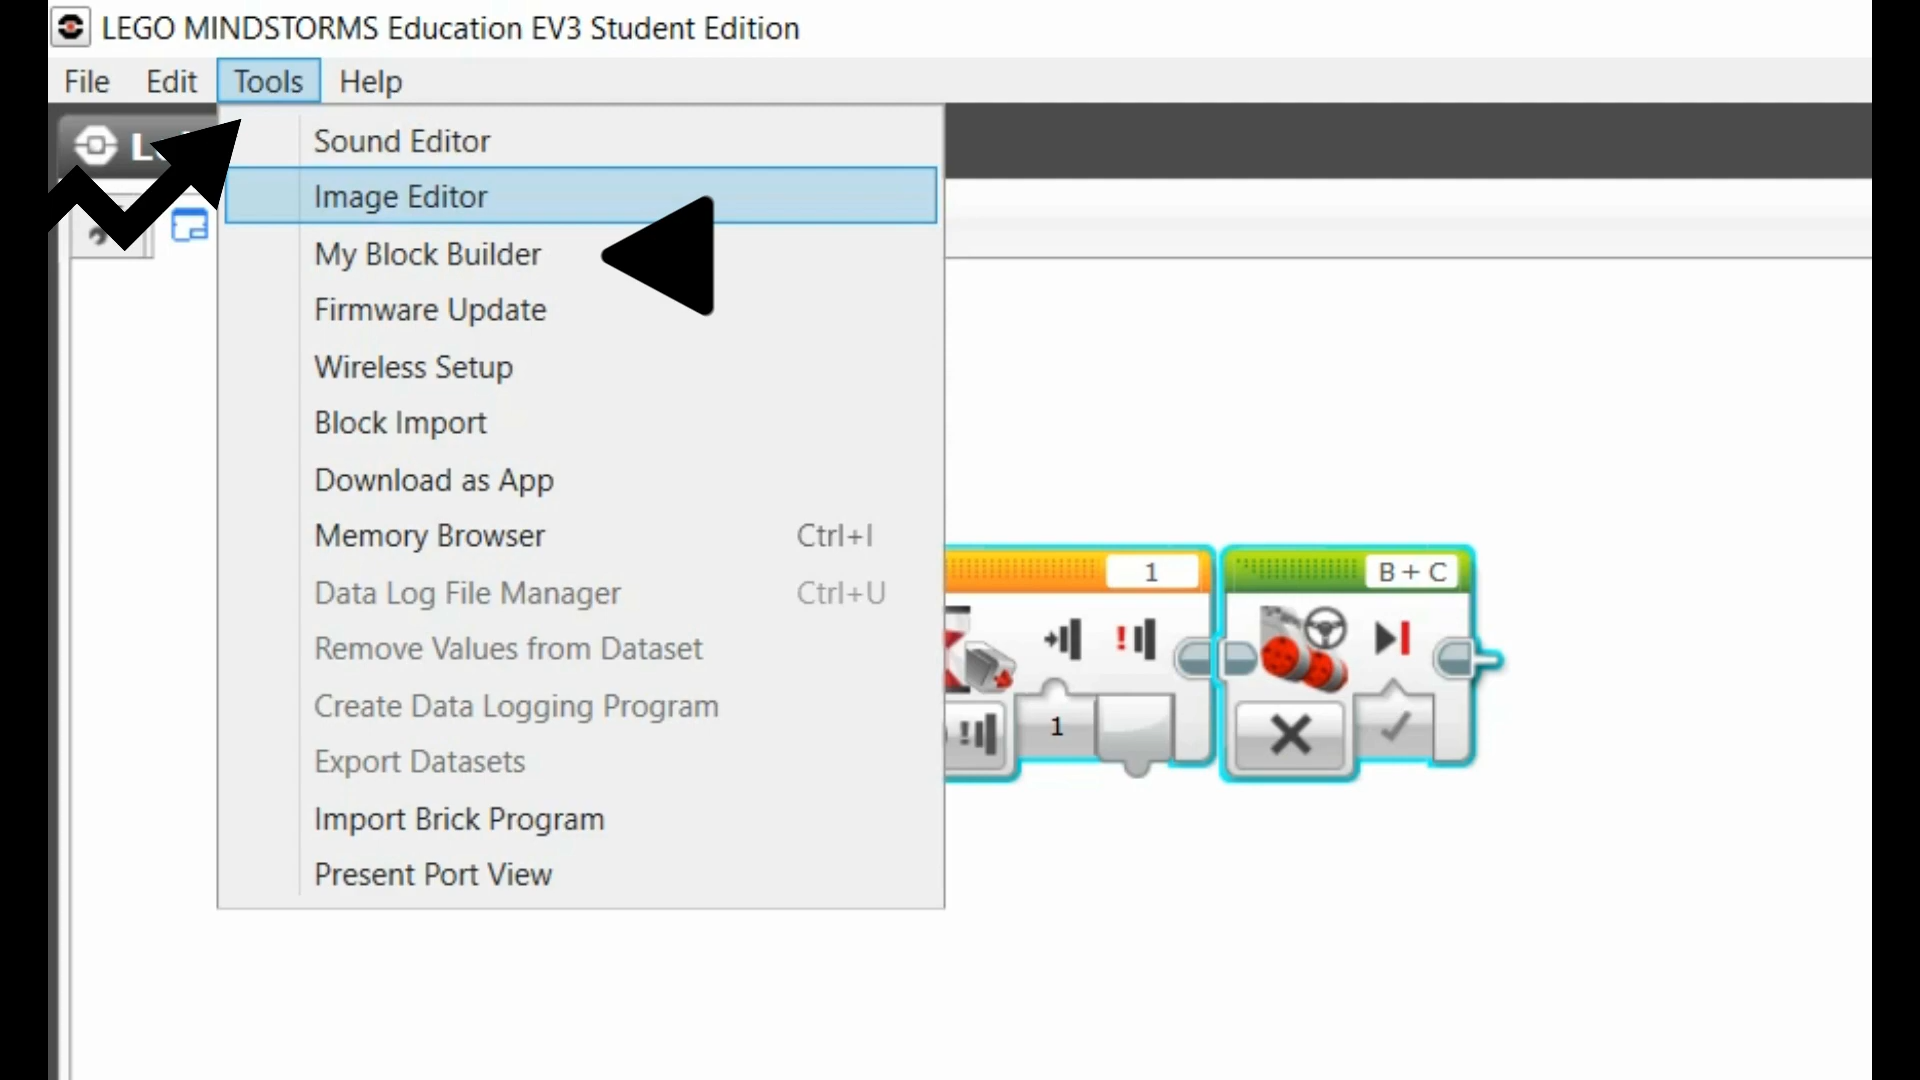 LEGO MINDSTORMS Education EV3 Student Edition
File Edit Tools Help
Sound Editor
Image Editor
My Block Builder
Firmware Update
Wireless Setup
Block Import
Download as App
Memory Browser Ctrl+I
Data Log File Manager Ctrl+U
Remove Values from Dataset
Create Data Logging Program
Export Datasets
Import Brick Program
Present Port View
1
B + C
1